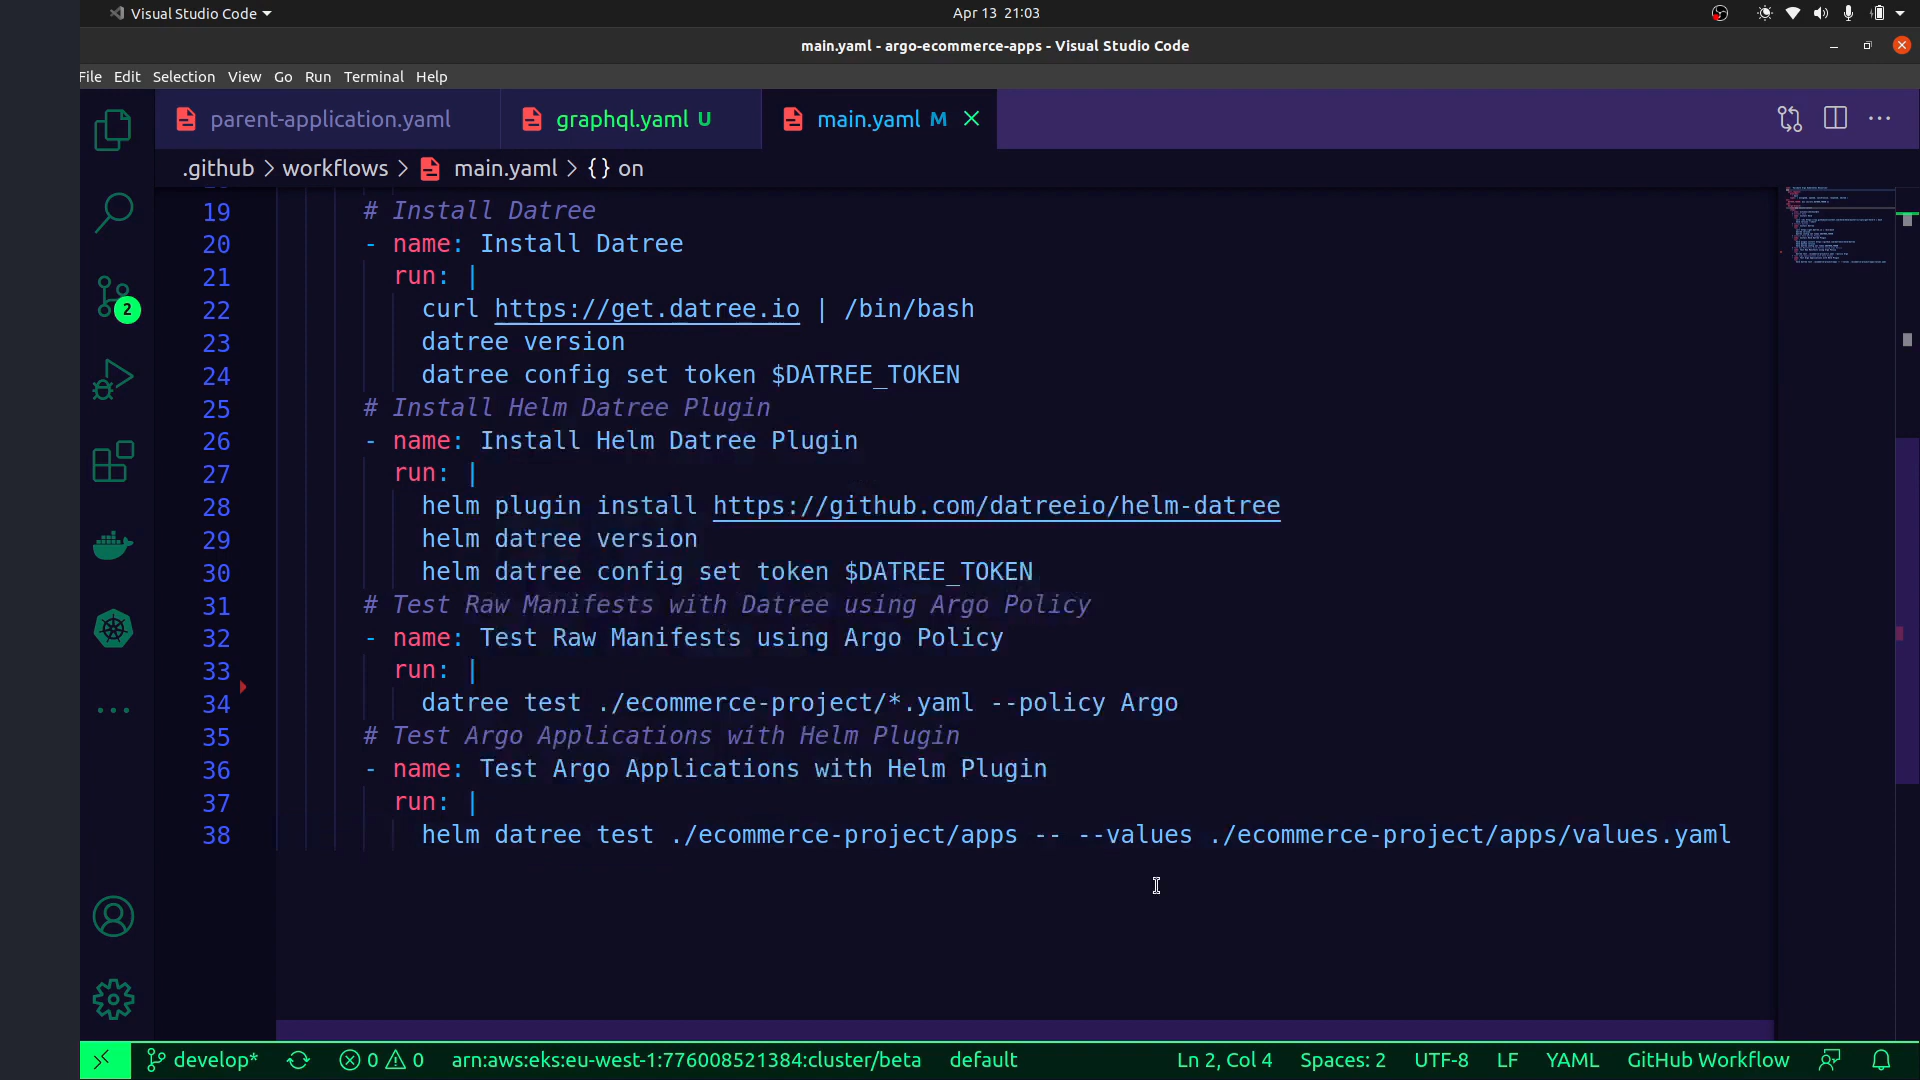 Visual Studio Code
Apr 13 21:03
main.yaml - argo-ecommerce-apps - Visual Studio Code
File Edit Selection View Go Run Terminal Help
parent-application.yaml
graphql.yaml U
main.yaml M
.github > workflows > main.yaml > {} on
19 # Install Datree
20 - name: Install Datree
21 run: |
22 curl https://get.datree.io | /bin/bash
23 datree version
24 datree config set token $DATREE_TOKEN
25 # Install Helm Datree Plugin
26 - name: Install Helm Datree Plugin
27 run: |
28 helm plugin install https://github.com/datreeio/helm-datree
29 helm datree version
30 helm datree config set token $DATREE_TOKEN
31 # Test Raw Manifests with Datree using Argo Policy
32 - name: Test Raw Manifests using Argo Policy
33 run: |
34 datree test ./ecommerce-project/*.yaml --policy Argo
35 # Test Argo Applications with Helm Plugin
36 - name: Test Argo Applications with Helm Plugin
37 run: |
38 helm datree test ./ecommerce-project/apps -- --values ./ecommerce-project/apps/values.yaml
2
develop* 0 0 arn:aws:eks:eu-west-1:776008521384:cluster/beta default Ln 2, Col 4 Spaces: 2 UTF-8 LF YAML GitHub Workflow